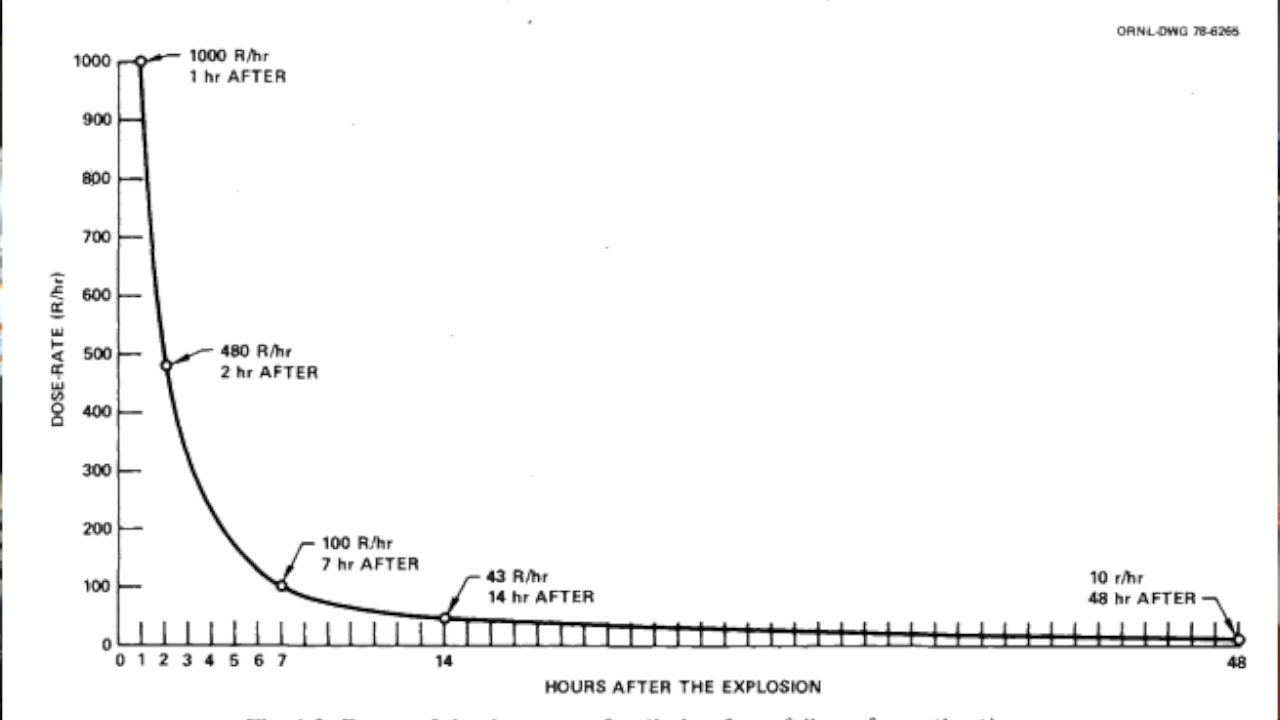 ORNL-DWG 78-6265
1000 R/hr
1 hr AFTER
1000
900
800
700
600
500
400
300
200
100
0
DOSE-RATE (R/hr)
480 R/hr
2 hr AFTER
100 R/hr
7 hr AFTER
43 R/hr
14 hr AFTER
10 r/hr
48 hr AFTER
0 1 2 3 4 5 6 7 14 48
HOURS AFTER THE EXPLOSION